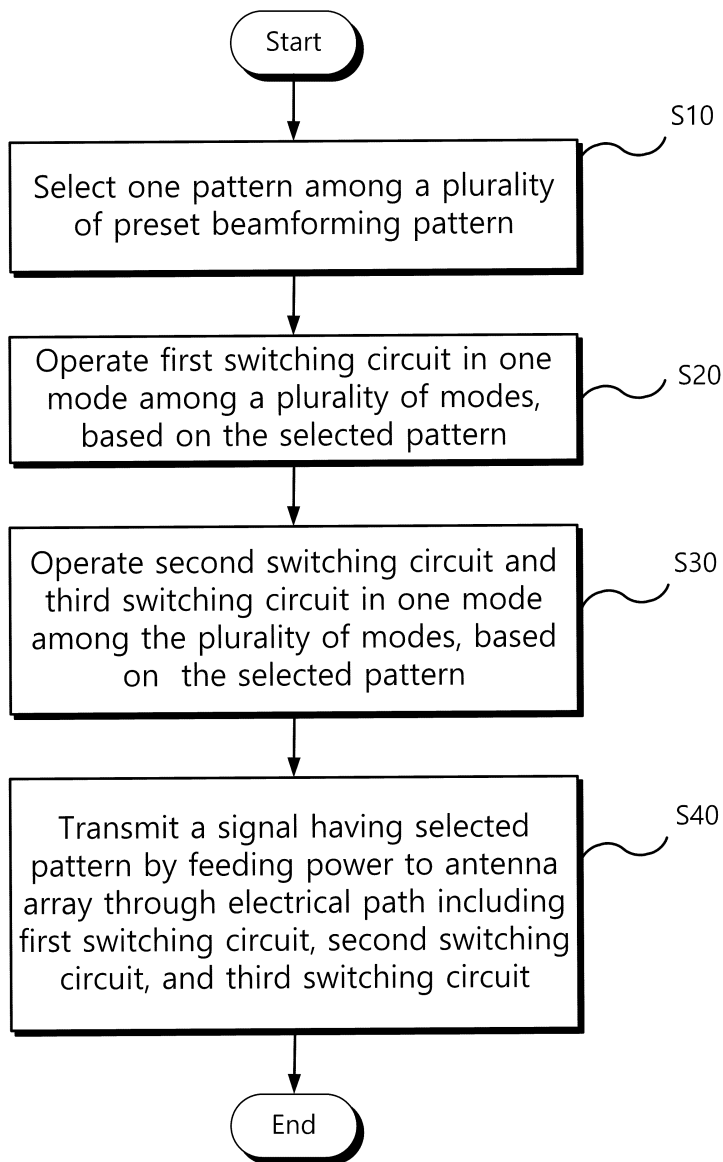 Start
S10
Select one pattern among a plurality
of preset beamforming pattern
S20
Operate first switching circuit in one
mode among a plurality of modes,
based on the selected pattern
S30
Operate second switching circuit and
third switching circuit in one mode
among the plurality of modes, based
on the selected pattern
S40
Transmit a signal having selected
pattern by feeding power to antenna
array through electrical path including
first switching circuit, second switching
circuit, and third switching circuit
End